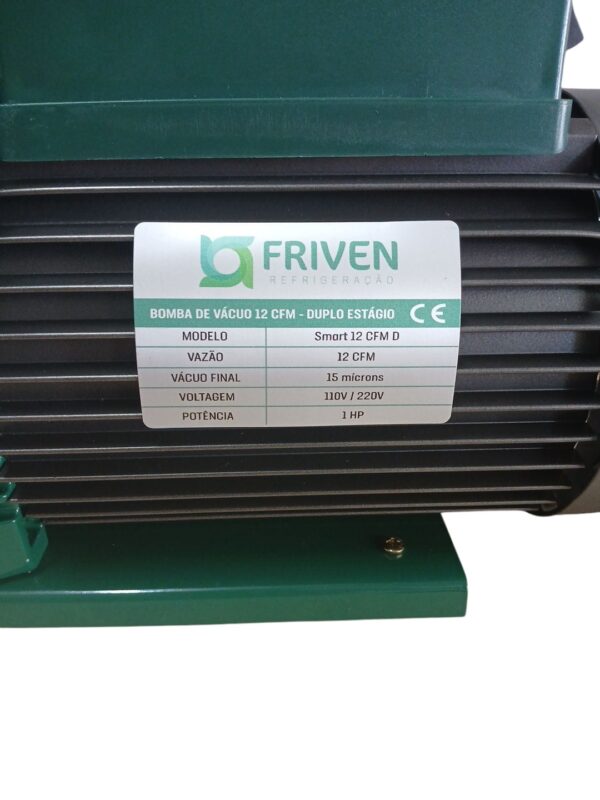 FRIVEN
REFRIGERAÇÃO
BOMBA DE VÁCUO 12 CFM - DUPLO ESTÁGIO CE
MODELO Smart 12 CFM D
VAZÃO 12 CFM
VÁCUO FINAL 15 mícrons
VOLTAGEM 110V / 220V
POTÊNCIA 1 HP